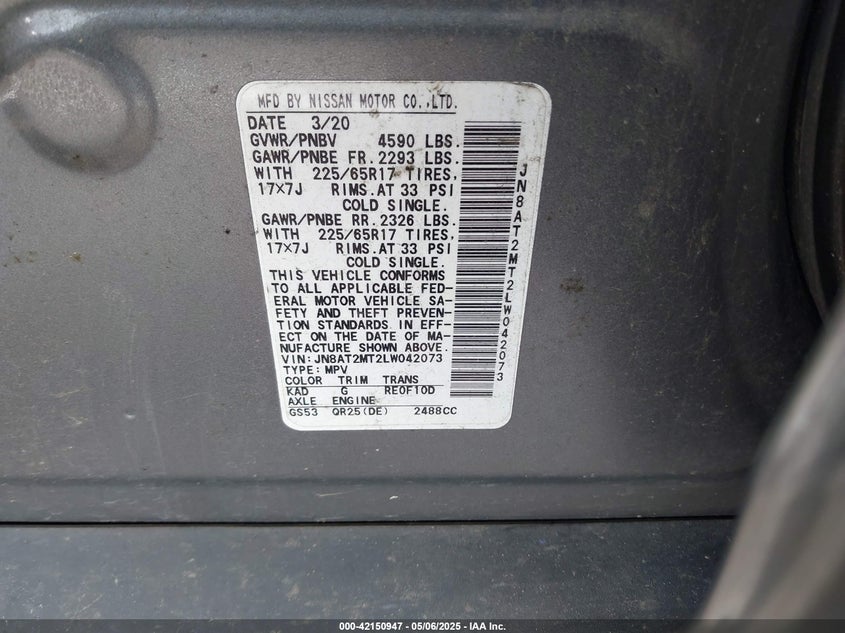 MFD BY NISSAN MOTOR CO.,LTD.
DATE 3/20
GVWR/PNBV 4590 LBS.
GAWR/PNBE FR.2293 LBS.
WITH 225/65R17 TIRES,
17×7J RIMS.AT 33 PSI
COLD SINGLE.
GAWR/PNBE RR.2326 LBS.
WITH 225/65R17 TIRES,
17×7J RIMS.AT 33 PSI
COLD SINGLE.
THIS VEHICLE CONFORMS
TO ALL APPLICABLE FED-
ERAL MOTOR VEHICLE SA-
FETY AND THEFT PREVEN-
TION STANDARDS IN EFF-
ECT ON THE DATE OF MA-
NUFACTURE SHOWN ABOVE.
VIN:JN8AT2MT2LW042073
TYPE:MPV
COLOR TRIM TRANS
KAD G RE0F10D
AXLE ENGINE
GS53 QR25(DE) 2488CC
JN8AT2MT2LW042073
000-42150947 - 05/06/2025 - IAA Inc.